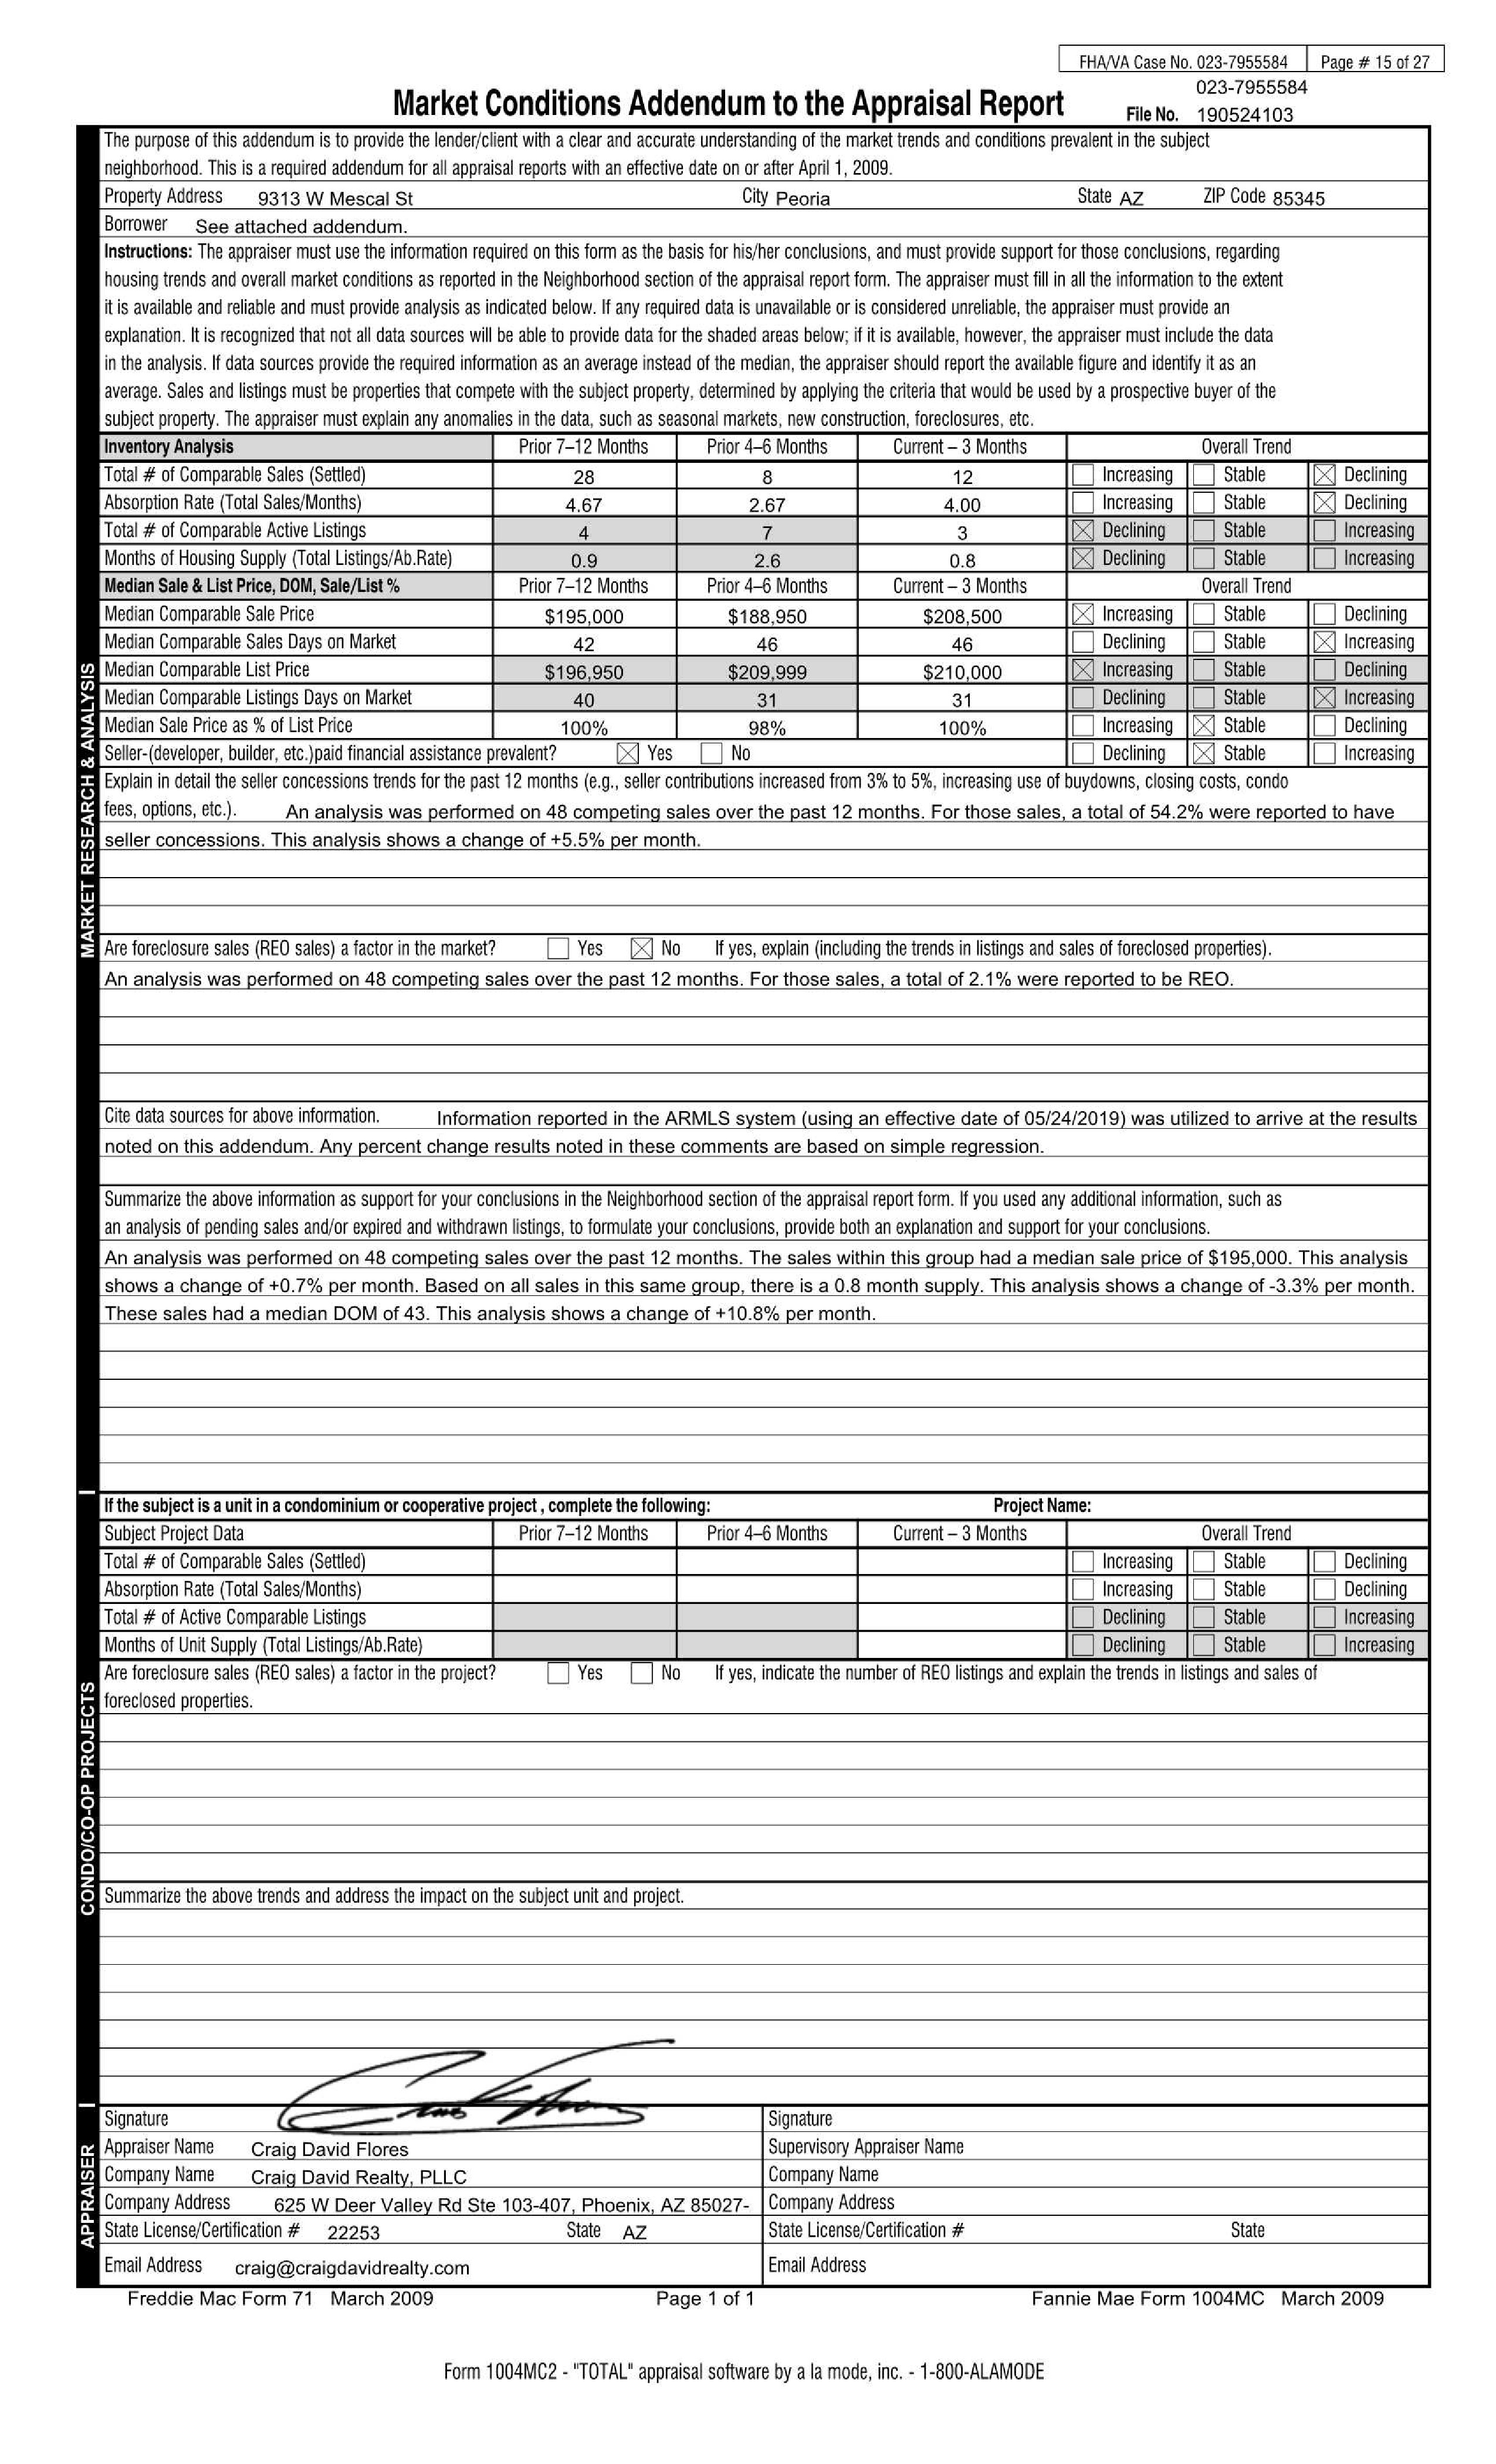 FHA/VA Case No. 023-7955584 Page # 15 of 27
023-7955584
Market Conditions Addendum to the Appraisal Report File No. 190524103
The purpose of this addendum is to provide the lender/client with a clear and accurate understanding of the market trends and conditions prevalent in the subject
neighborhood. This is a required addendum for all appraisal reports with an effective date on or after April 1, 2009.
Property Address 9313 W Mescal St City Peoria State AZ ZIP Code 85345
Borrower See attached addendum.
Instructions: The appraiser must use the information required on this form as the basis for his/her conclusions, and must provide support for those conclusions, regarding
housing trends and overall market conditions as reported in the Neighborhood section of the appraisal report form. The appraiser must fill in all the information to the extent
it is available and reliable and must provide analysis as indicated below. If any required data is unavailable or is considered unreliable, the appraiser must provide an
explanation. It is recognized that not all data sources will be able to provide data for the shaded areas below; if it is available, however, the appraiser must include the data
in the analysis. If data sources provide the required information as an average instead of the median, the appraiser should report the available figure and identify it as an
average. Sales and listings must be properties that compete with the subject property, determined by applying the criteria that would be used by a prospective buyer of the
subject property. The appraiser must explain any anomalies in the data, such as seasonal markets, new construction, foreclosures, etc.
Inventory Analysis Prior 7–12 Months Prior 4–6 Months Current – 3 Months Overall Trend
Total # of Comparable Sales (Settled) 28 8 12 Increasing Stable Declining
Absorption Rate (Total Sales/Months) 4.67 2.67 4.00 Increasing Stable Declining
Total # of Comparable Active Listings 4 7 3 Declining Stable Increasing
Months of Housing Supply (Total Listings/Ab.Rate) 0.9 2.6 0.8 Declining Stable Increasing
Median Sale & List Price, DOM, Sale/List % Prior 7–12 Months Prior 4–6 Months Current – 3 Months Overall Trend
Median Comparable Sale Price $195,000 $188,950 $208,500 Increasing Stable Declining
Median Comparable Sales Days on Market 42 46 46 Declining Stable Increasing
Median Comparable List Price $196,950 $209,999 $210,000 Increasing Stable Declining
Median Comparable Listings Days on Market 40 31 31 Declining Stable Increasing
Median Sale Price as % of List Price 100% 98% 100% Increasing Stable Declining
Seller-(developer, builder, etc.)paid financial assistance prevalent? Yes No Declining Stable Increasing
Explain in detail the seller concessions trends for the past 12 months (e.g., seller contributions increased from 3% to 5%, increasing use of buydowns, closing costs, condo
fees, options, etc.). An analysis was performed on 48 competing sales over the past 12 months. For those sales, a total of 54.2% were reported to have
seller concessions. This analysis shows a change of +5.5% per month.
Are foreclosure sales (REO sales) a factor in the market? Yes No If yes, explain (including the trends in listings and sales of foreclosed properties).
An analysis was performed on 48 competing sales over the past 12 months. For those sales, a total of 2.1% were reported to be REO.
Cite data sources for above information. Information reported in the ARMLS system (using an effective date of 05/24/2019) was utilized to arrive at the results
noted on this addendum. Any percent change results noted in these comments are based on simple regression.
Summarize the above information as support for your conclusions in the Neighborhood section of the appraisal report form. If you used any additional information, such as
an analysis of pending sales and/or expired and withdrawn listings, to formulate your conclusions, provide both an explanation and support for your conclusions.
An analysis was performed on 48 competing sales over the past 12 months. The sales within this group had a median sale price of $195,000. This analysis
shows a change of +0.7% per month. Based on all sales in this same group, there is a 0.8 month supply. This analysis shows a change of -3.3% per month.
These sales had a median DOM of 43. This analysis shows a change of +10.8% per month.
MARKET RESEARCH & ANALYSIS
If the subject is a unit in a condominium or cooperative project , complete the following: Project Name:
Subject Project Data Prior 7–12 Months Prior 4–6 Months Current – 3 Months Overall Trend
Total # of Comparable Sales (Settled) Increasing Stable Declining
Absorption Rate (Total Sales/Months) Increasing Stable Declining
Total # of Active Comparable Listings Declining Stable Increasing
Months of Unit Supply (Total Listings/Ab.Rate) Declining Stable Increasing
Are foreclosure sales (REO sales) a factor in the project? Yes No If yes, indicate the number of REO listings and explain the trends in listings and sales of
foreclosed properties.
Summarize the above trends and address the impact on the subject unit and project.
CONDO/CO-OP PROJECTS
Signature Signature
Appraiser Name Craig David Flores Supervisory Appraiser Name
Company Name Craig David Realty, PLLC Company Name
Company Address 625 W Deer Valley Rd Ste 103-407, Phoenix, AZ 85027- Company Address
State License/Certification # 22253 State AZ State License/Certification # State
Email Address craig@craigdavidrealty.com Email Address
APPRAISER
Freddie Mac Form 71 March 2009 Page 1 of 1 Fannie Mae Form 1004MC March 2009
Form 1004MC2 - "TOTAL" appraisal software by a la mode, inc. - 1-800-ALAMODE